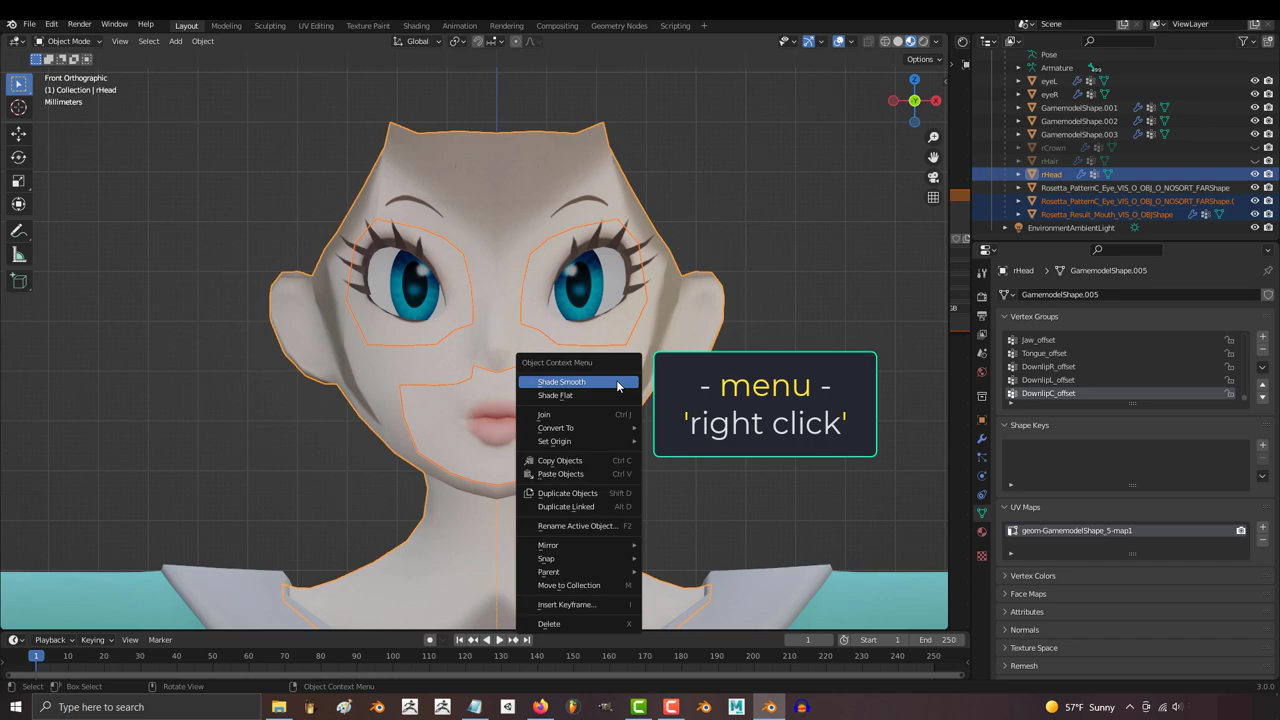 File Edit Render Window Help Layout Modeling Sculpting UV Editing Texture Paint Shading Animation Rendering Compositing Geometry Nodes Scripting + Scene ViewLayer
Object Mode View Select Add Object Global
Options
Front Orthographic
(1) Collection | rHead
Millimeters
Z
Y
X
Object Context Menu
Shade Smooth
Shade Flat
Join Ctrl J
Convert To
Set Origin
Copy Objects Ctrl C
Paste Objects Ctrl V
Duplicate Objects Shift D
Duplicate Linked Alt D
Rename Active Object... F2
Mirror
Snap
Parent
Move to Collection M
Insert Keyframe... I
Delete X
- menu -
'right click'
Pose
Armature
eyeL
eyeR
GamemodelShape.001
GamemodelShape.002
GamemodelShape.003
rCrown
rHair
rHead
Rosetta_PatternC_Eye_VIS_O_OBJ_O_NOSORT_FARShape
Rosetta_PatternC_Eye_VIS_O_OBJ_O_NOSORT_FARShape.(
Rosetta_Result_Mouth_VIS_O_OBJShape
EnvironmentAmbientLight
rHead GamemodelShape.005
GamemodelShape.005
Vertex Groups
Jaw_offset
Tongue_offset
DownlipR_offset
DownlipL_offset
DownlipC_offset
Shape Keys
UV Maps
geom-GamemodelShape_5-map1
Vertex Colors
Face Maps
Attributes
Normals
Texture Space
Remesh
Playback Keying View Marker 1 Start 1 End 250
1 10 20 30 40 50 60 70 80 90 100 110 120 130 140 150 160 170 180 190 200 210 220 230 240 250
Select Box Select Rotate View Object Context Menu 3.0.0
Type here to search 57°F Sunny